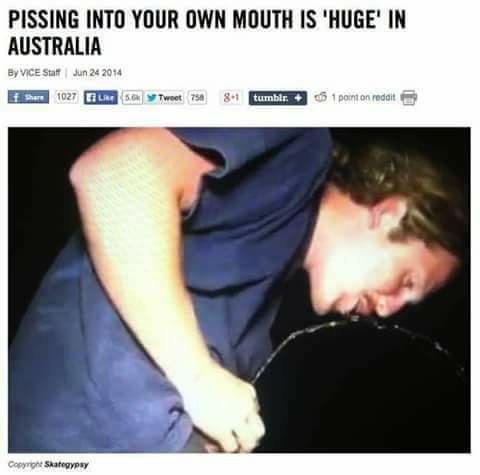 PISSING INTO YOUR OWN MOUTH IS 'HUGE' IN
AUSTRALIA
By VICE Staff | Jun 24 2014
f Share 1027 f Like 5.6k Tweet 758 g+1 tumblr. + 1 point on reddit
Copyright Skategypsy